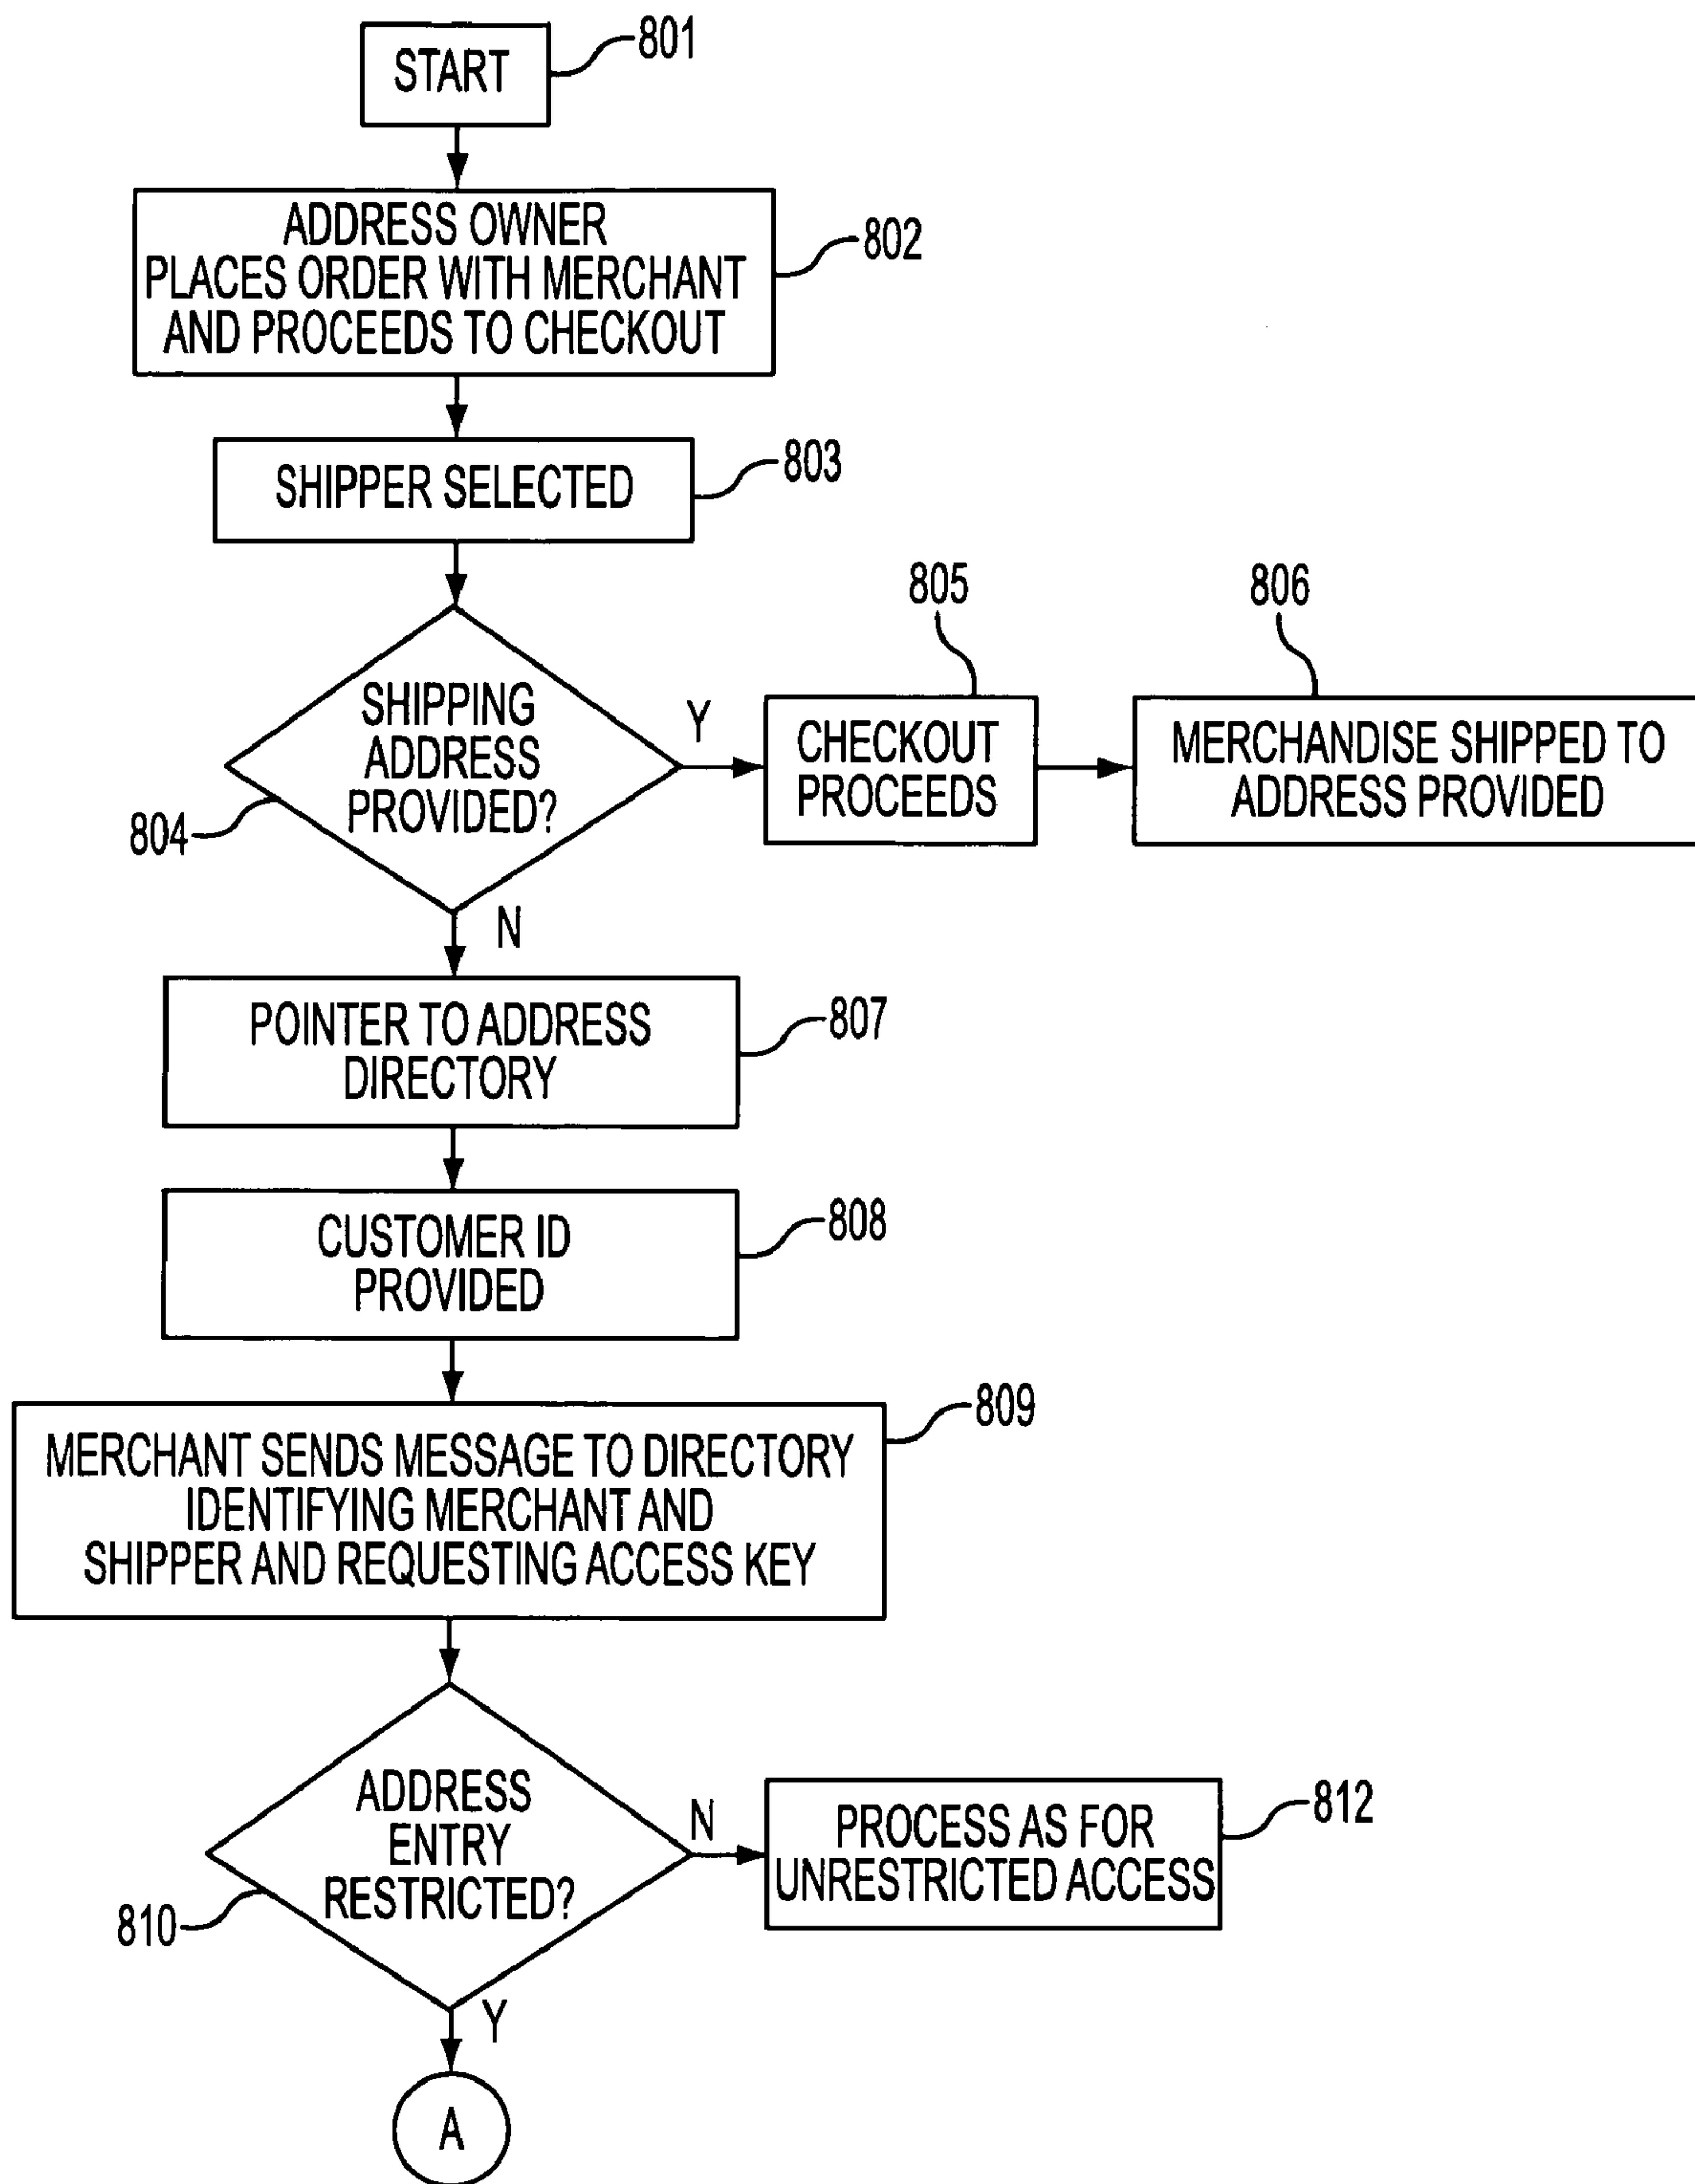 START
801
ADDRESS OWNER
PLACES ORDER WITH MERCHANT
AND PROCEEDS TO CHECKOUT
802
SHIPPER SELECTED
803
SHIPPING
ADDRESS
PROVIDED?
804
Y
805
CHECKOUT
PROCEEDS
806
MERCHANDISE SHIPPED TO
ADDRESS PROVIDED
N
POINTER TO ADDRESS
DIRECTORY
807
CUSTOMER ID
PROVIDED
808
MERCHANT SENDS MESSAGE TO DIRECTORY
IDENTIFYING MERCHANT AND
SHIPPER AND REQUESTING ACCESS KEY
809
ADDRESS
ENTRY
RESTRICTED?
810
N
PROCESS AS FOR
UNRESTRICTED ACCESS
812
Y
A